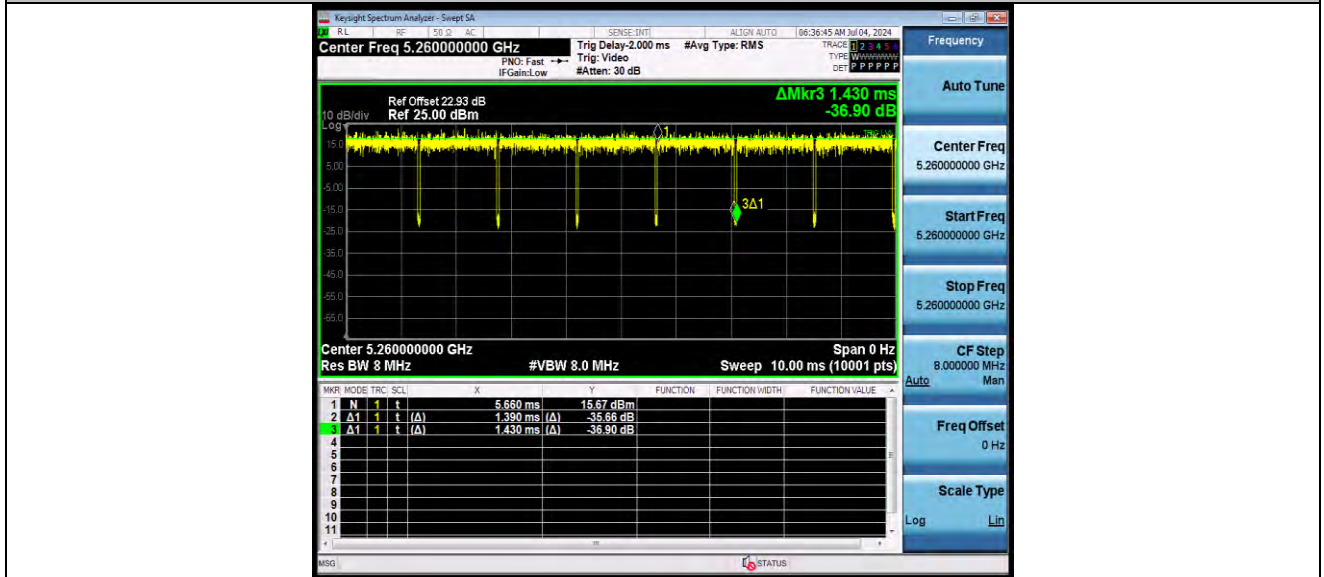 Keysight Spectrum Analyzer - Swept SA
RL RF 50 Ω AC SENSE:INT ALIGN AUTO 06:36:45 AM Jul 04, 2024
Center Freq 5.260000000 GHz Trig Delay-2.000 ms #Avg Type: RMS TRACE 1 2 3 4 5 6
PNO: Fast Trig: Video TYPE WWWWWW
IFGain:Low #Atten: 30 dB DET P P P P P P
Frequency
Auto Tune
ΔMkr3 1.430 ms
-36.90 dB
Ref Offset 22.93 dB
10 dB/div Ref 25.00 dBm
Log
15.0
5.00
-5.00
-15.0
-25.0
-35.0
-45.0
-55.0
-65.0
1
3Δ1
Center Freq
5.260000000 GHz
Start Freq
5.260000000 GHz
Stop Freq
5.260000000 GHz
Center 5.260000000 GHz Span 0 Hz
Res BW 8 MHz #VBW 8.0 MHz Sweep 10.00 ms (10001 pts)
CF Step
8.000000 MHz
Auto Man
MKR MODE TRC SCL X Y FUNCTION FUNCTION WIDTH FUNCTION VALUE
1 N 1 t 5.660 ms 15.67 dBm
2 Δ1 1 t (Δ) 1.390 ms (Δ) -35.66 dB
3 Δ1 1 t (Δ) 1.430 ms (Δ) -36.90 dB
4
5
6
7
8
9
10
11
Freq Offset
0 Hz
Scale Type
Log Lin
MSG STATUS